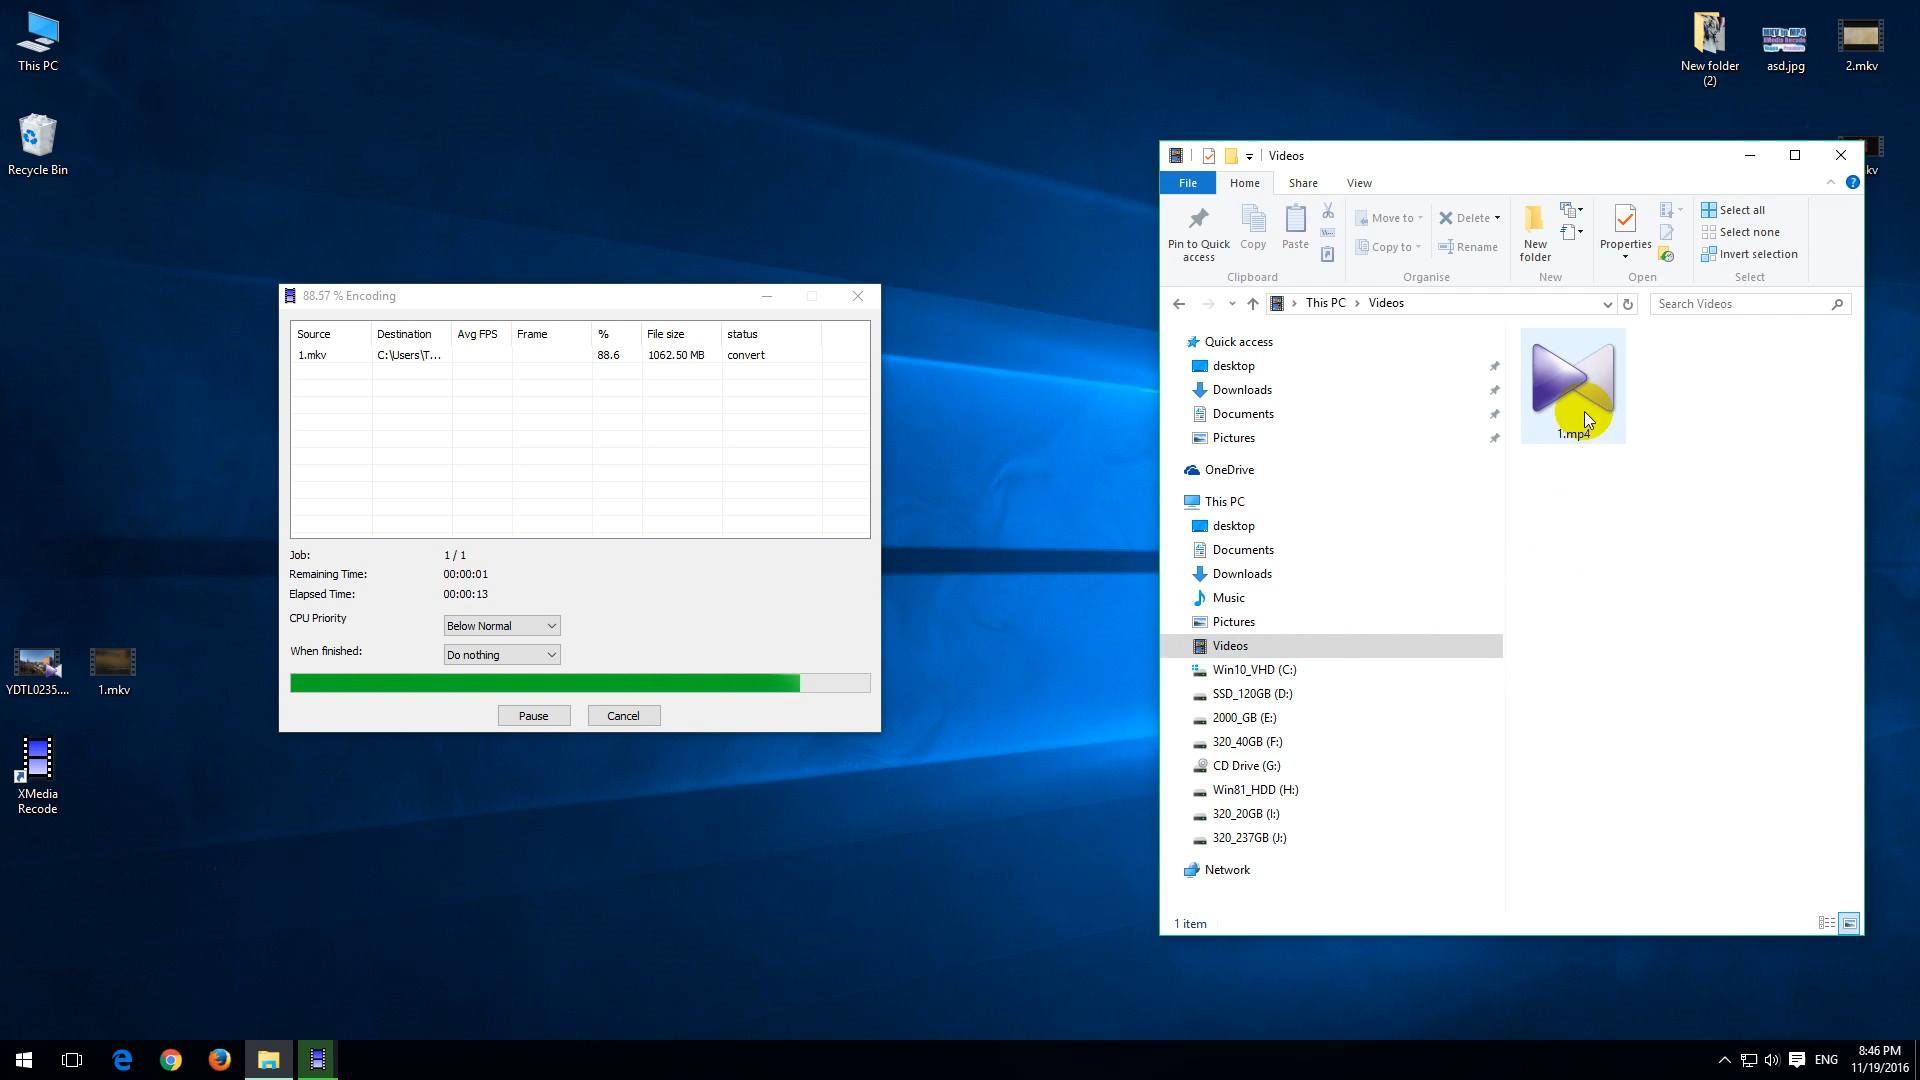 This PC
Recycle Bin
New folder
(2)
asd.jpg
2.mkv
kv
YDTL0235....
1.mkv
XMedia
Recode
88.57 % Encoding
Source Destination Avg FPS Frame % File size status
1.mkv C:\Users\T... 88.6 1062.50 MB convert
Job: 1 / 1
Remaining Time: 00:00:01
Elapsed Time: 00:00:13
CPU Priority Below Normal
When finished: Do nothing
Pause Cancel
Videos
File Home Share View
Pin to Quick
access
Copy
Paste
Clipboard
Move to
Copy to
Delete
Rename
Organise
New
folder
New
Properties
Open
Select all
Select none
Invert selection
Select
This PC Videos
Search Videos
Quick access
desktop
Downloads
Documents
Pictures
OneDrive
This PC
desktop
Documents
Downloads
Music
Pictures
Videos
Win10_VHD (C:)
SSD_120GB (D:)
2000_GB (E:)
320_40GB (F:)
CD Drive (G:)
Win81_HDD (H:)
320_20GB (I:)
320_237GB (J:)
Network
1.mp4
1 item
ENG
8:46 PM
11/19/2016